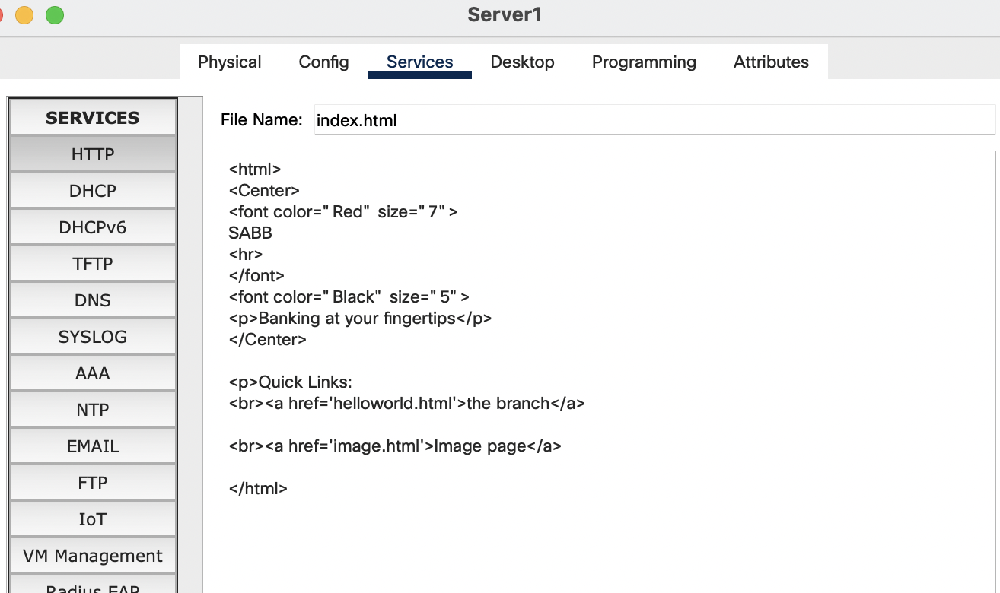 Server1
Physical Config Services Desktop Programming Attributes
SERVICES
HTTP
DHCP
DHCPv6
TFTP
DNS
SYSLOG
AAA
NTP
EMAIL
FTP
IoT
VM Management
Radius EAP
File Name: index.html
<html>
<Center>
<font color="Red" size="7">
SABB
<hr>
</font>
<font color="Black" size="5">
<p>Banking at your fingertips</p>
</Center>
<p>Quick Links:
<br><a href='helloworld.html'>the branch</a>
<br><a href='image.html'>Image page</a>
</html>